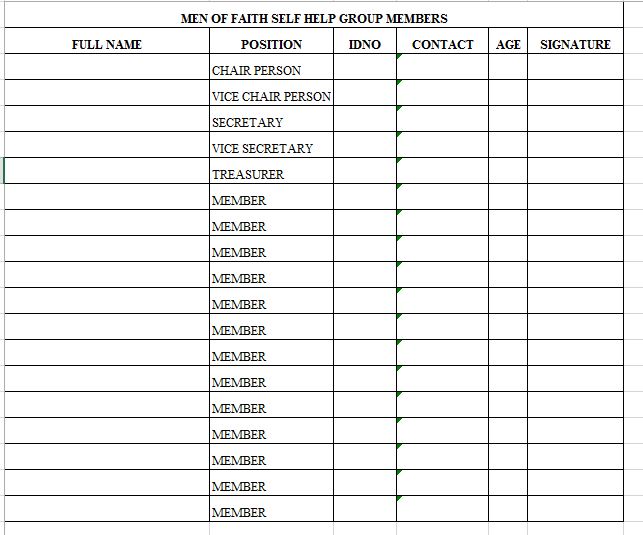 MEN OF FAITH SELF HELP GROUP MEMBERS
FULL NAME POSITION IDNO CONTACT AGE SIGNATURE
CHAIR PERSON
VICE CHAIR PERSON
SECRETARY
VICE SECRETARY
TREASURER
MEMBER
MEMBER
MEMBER
MEMBER
MEMBER
MEMBER
MEMBER
MEMBER
MEMBER
MEMBER
MEMBER
MEMBER
MEMBER